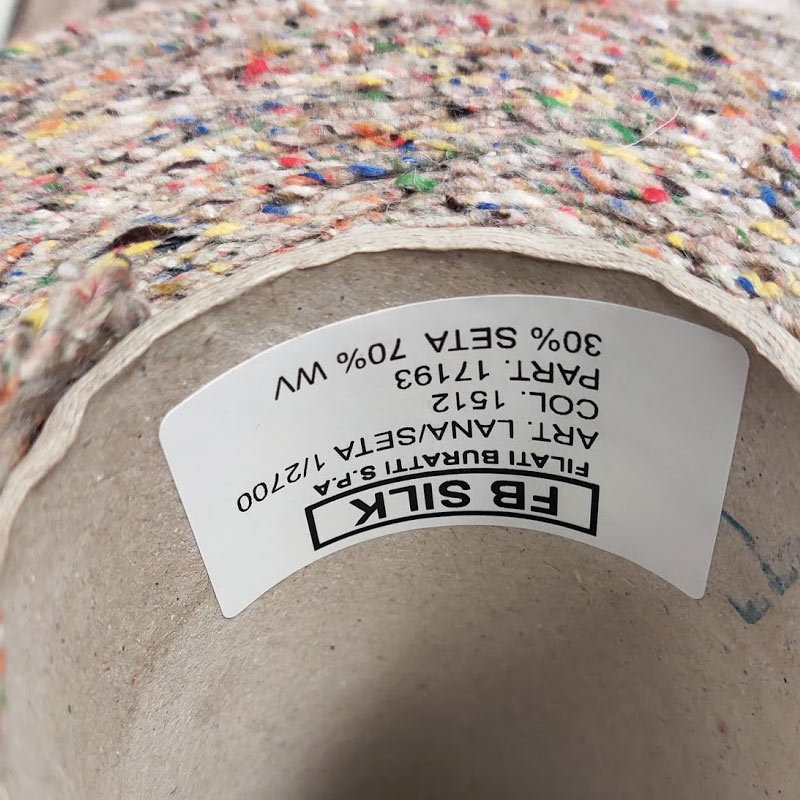 FB SILK
FILATI BURATTI S.P.A
ART. LANA/SETA 1/2700
COL. 1512
PART. 17193
30% SETA 70% WV